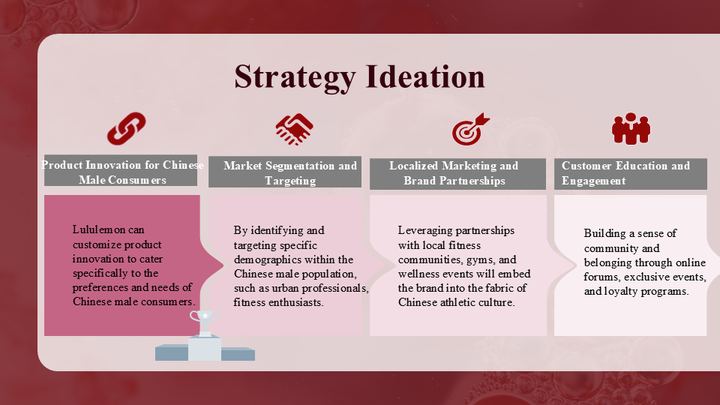 Strategy Ideation
Product Innovation for Chinese
Male Consumers
Market Segmentation and
Targeting
Localized Marketing and
Brand Partnerships
Customer Education and
Engagement
Lululemon can
customize product
innovation to cater
specifically to the
preferences and needs of
Chinese male consumers.
By identifying and
targeting specific
demographics within the
Chinese male population,
such as urban professionals,
fitness enthusiasts.
Leveraging partnerships
with local fitness
communities, gyms, and
wellness events will embed
the brand into the fabric of
Chinese athletic culture.
Building a sense of
community and
belonging through online
forums, exclusive events,
and loyalty programs.